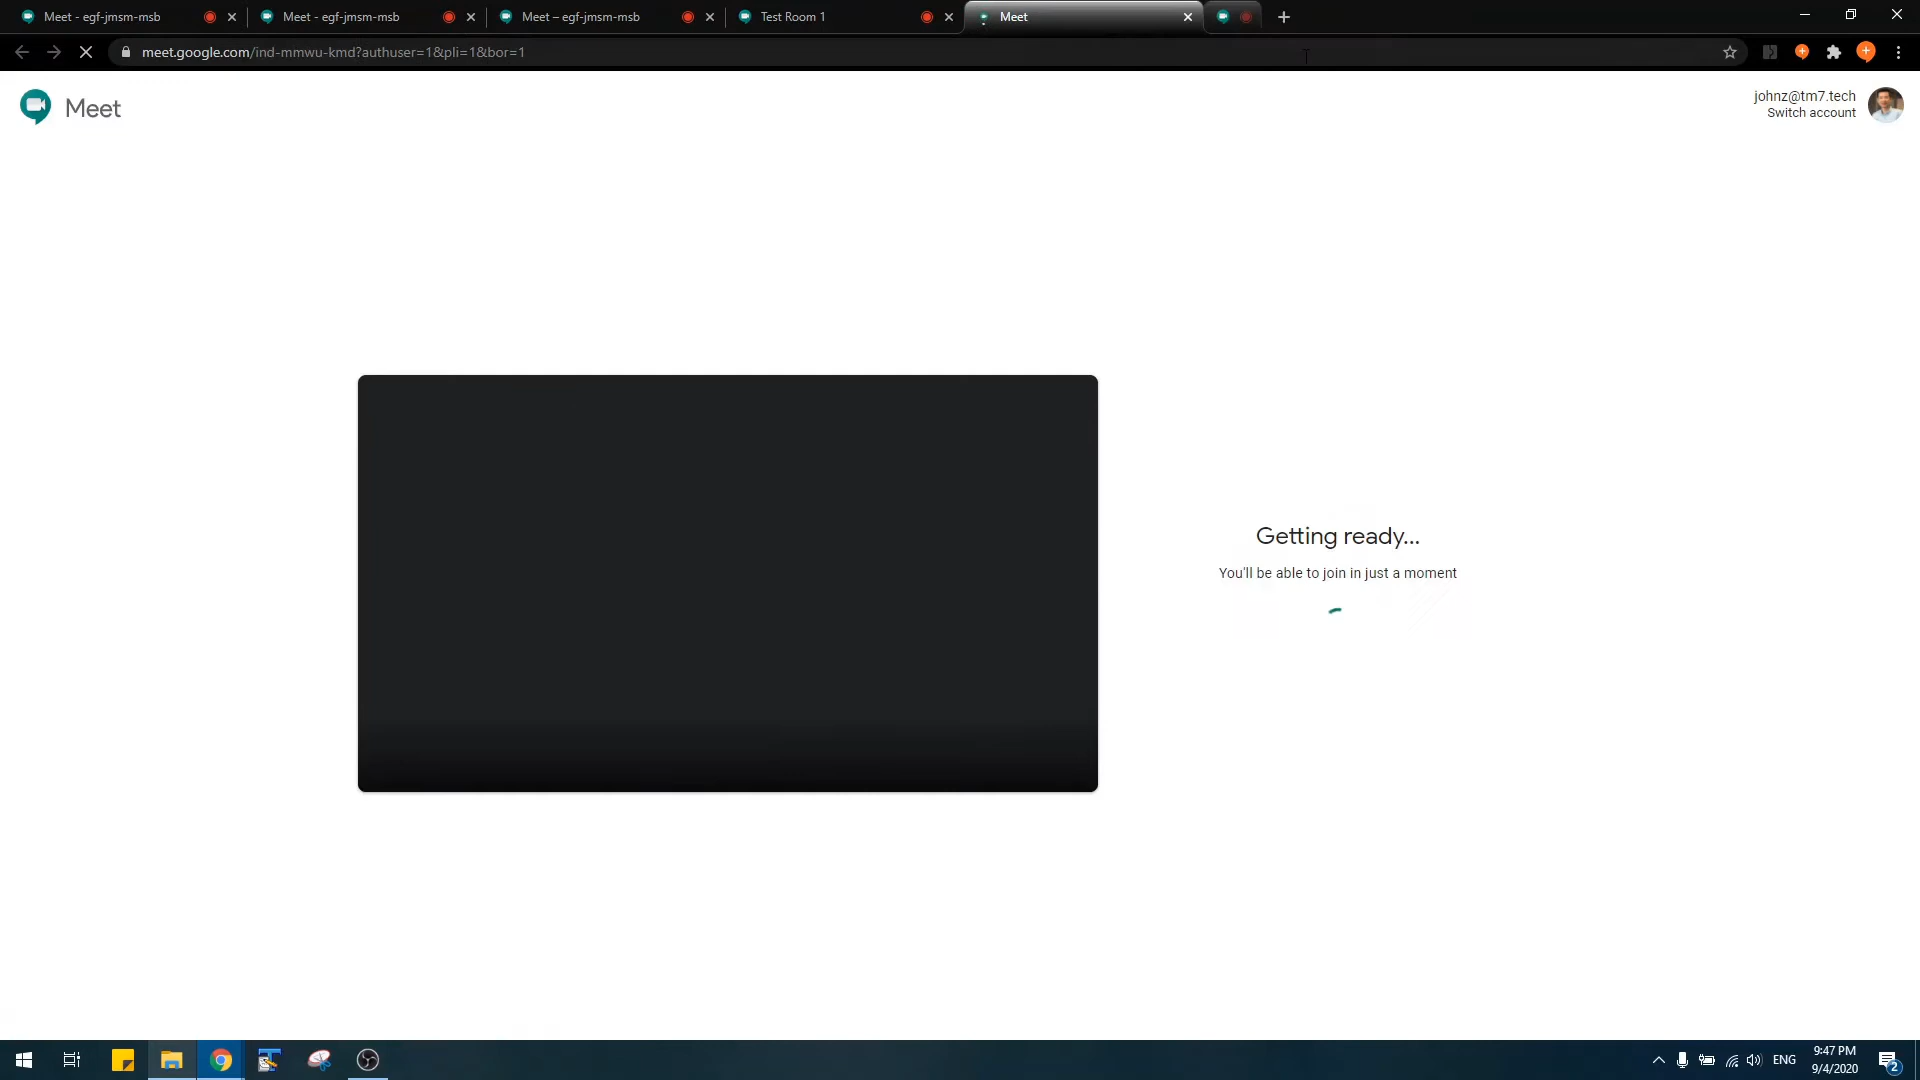 Meet - egf-jmsm-msb
Meet - egf-jmsm-msb
Meet – egf-jmsm-msb
Test Room 1
Meet
meet.google.com/ind-mmwu-kmd?authuser=1&pli=1&bor=1
Meet
johnz@tm7.tech
Switch account
Getting ready...
You'll be able to join in just a moment
ENG
9:47 PM
9/4/2020
2